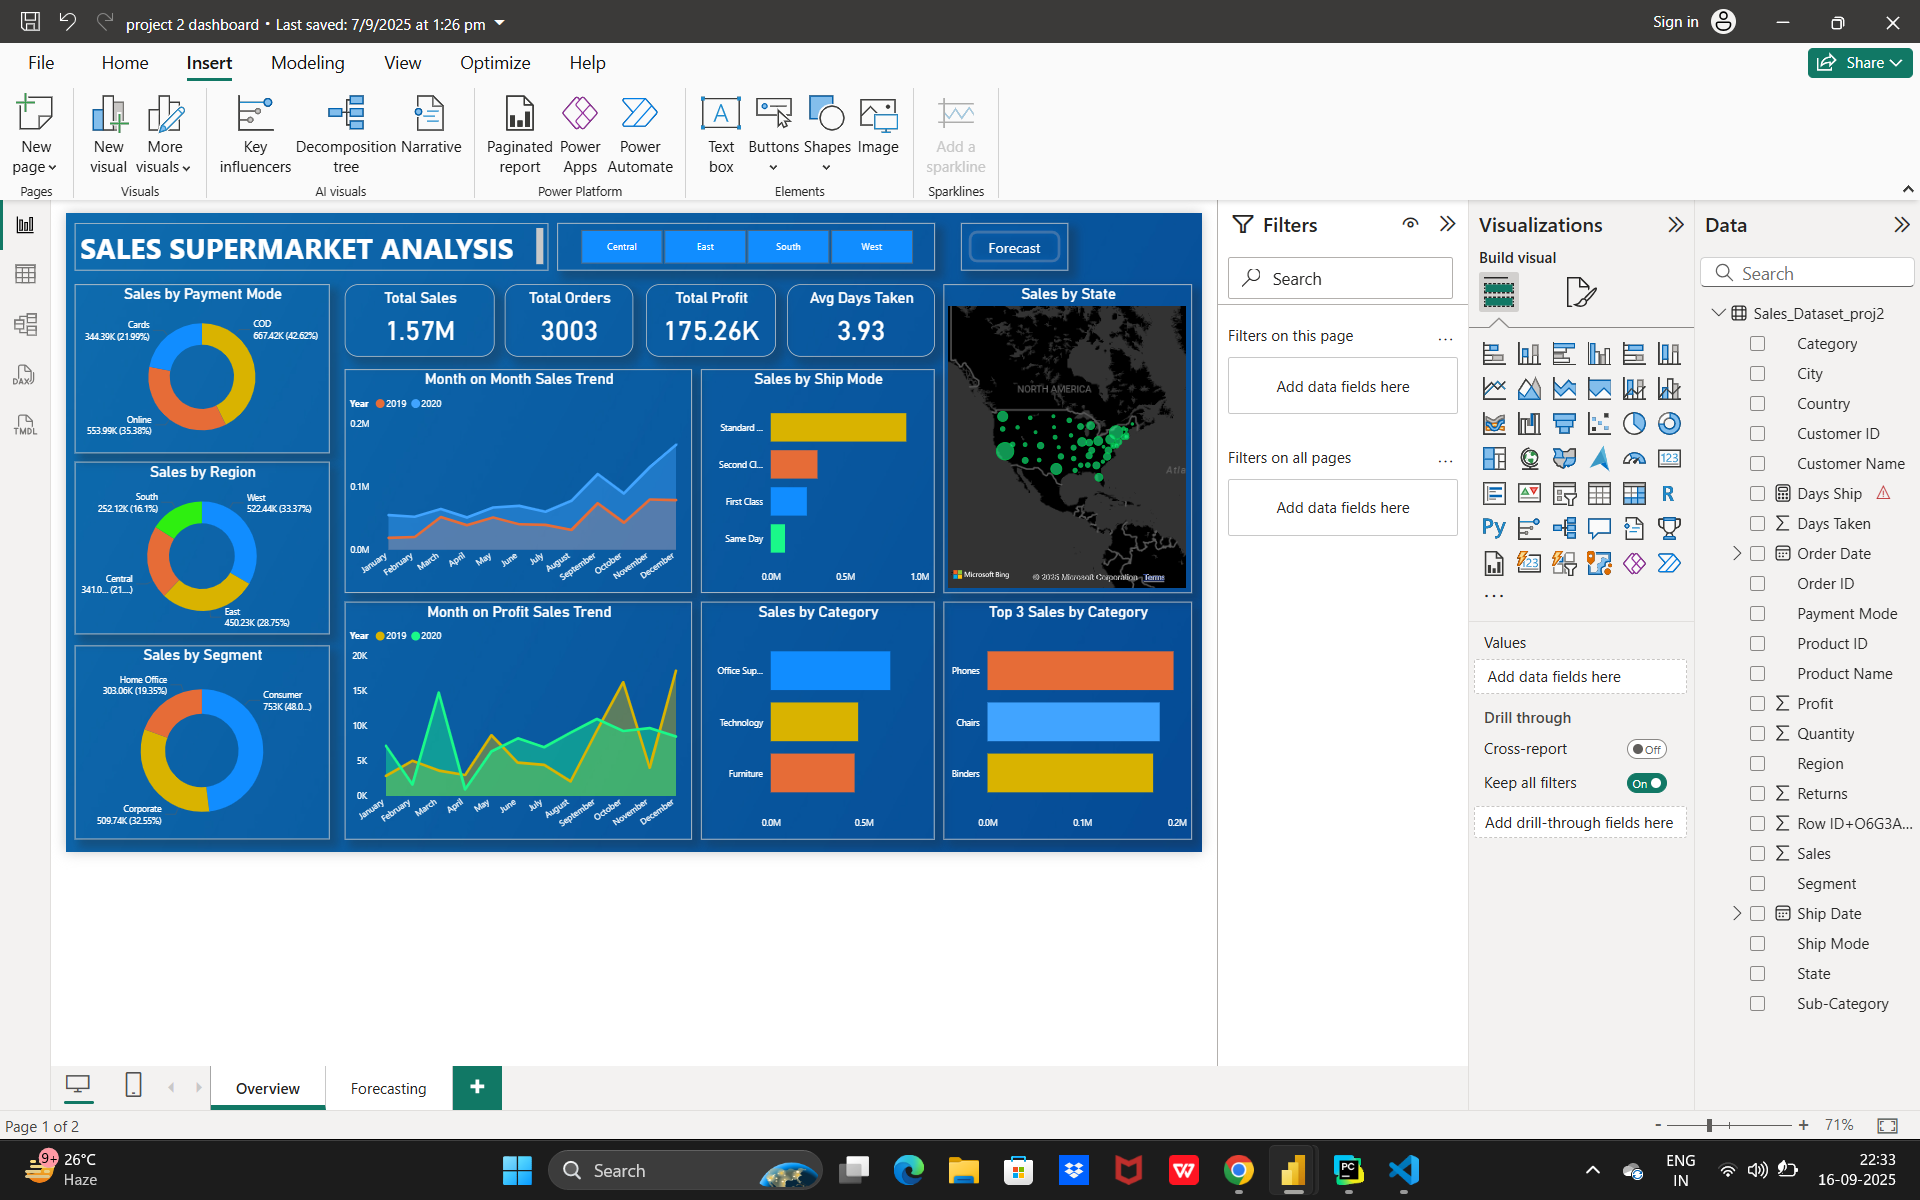 project 2 dashboard • Last saved: 7/9/2025 at 1:26 pm
Sign in
File Home Insert Modeling View Optimize Help
Share
New page
Pages
New visual
More visuals
Visuals
Key influencers
Decomposition tree
Narrative
AI visuals
Paginated report
Power Apps
Power Automate
Power Platform
Text box
Buttons
Shapes
Image
Elements
Add a sparkline
Sparklines
SALES SUPERMARKET ANALYSIS
Central East South West
Forecast
Sales by Payment Mode
Cards
344.39K (21.99%)
COD
667.42K (42.62%)
Online
553.99K (35.38%)
Total Sales
1.57M
Total Orders
3003
Total Profit
175.26K
Avg Days Taken
3.93
Sales by State
NORTH AMERICA
Atla
Microsoft Bing
© 2025 Microsoft Corporation Terms
Month on Month Sales Trend
Year 2019 2020
0.2M
0.1M
0.0M
January February March April May June July August September October November December
Sales by Ship Mode
Standard ...
Second Cl...
First Class
Same Day
0.0M 0.5M 1.0M
Sales by Region
South
252.12K (16.1%)
West
522.44K (33.37%)
Central
341.0... (21....)
East
450.23K (28.75%)
Sales by Segment
Home Office
303.06K (19.35%)
Consumer
753K (48.0...)
Corporate
509.74K (32.55%)
Month on Profit Sales Trend
Year 2019 2020
20K
15K
10K
5K
0K
January February March April May June July August September October November December
Sales by Category
Office Sup...
Technology
Furniture
0.0M 0.5M
Top 3 Sales by Category
Phones
Chairs
Binders
0.0M 0.1M 0.2M
Filters
Search
Filters on this page ...
Add data fields here
Filters on all pages ...
Add data fields here
Visualizations
Build visual
123
R
Py
123
...
Values
Add data fields here
Drill through
Cross-report Off
Keep all filters On
Add drill-through fields here
Data
Search
Sales_Dataset_proj2
Category
City
Country
Customer ID
Customer Name
Days Ship
Days Taken
Order Date
Order ID
Payment Mode
Product ID
Product Name
Profit
Quantity
Region
Returns
Row ID+O6G3A...
Sales
Segment
Ship Date
Ship Mode
State
Sub-Category
DAX
TMDL
Overview
Forecasting
+
Page 1 of 2
- + 71%
9+
26°C
Haze
Search
PC
ENG
IN
22:33
16-09-2025